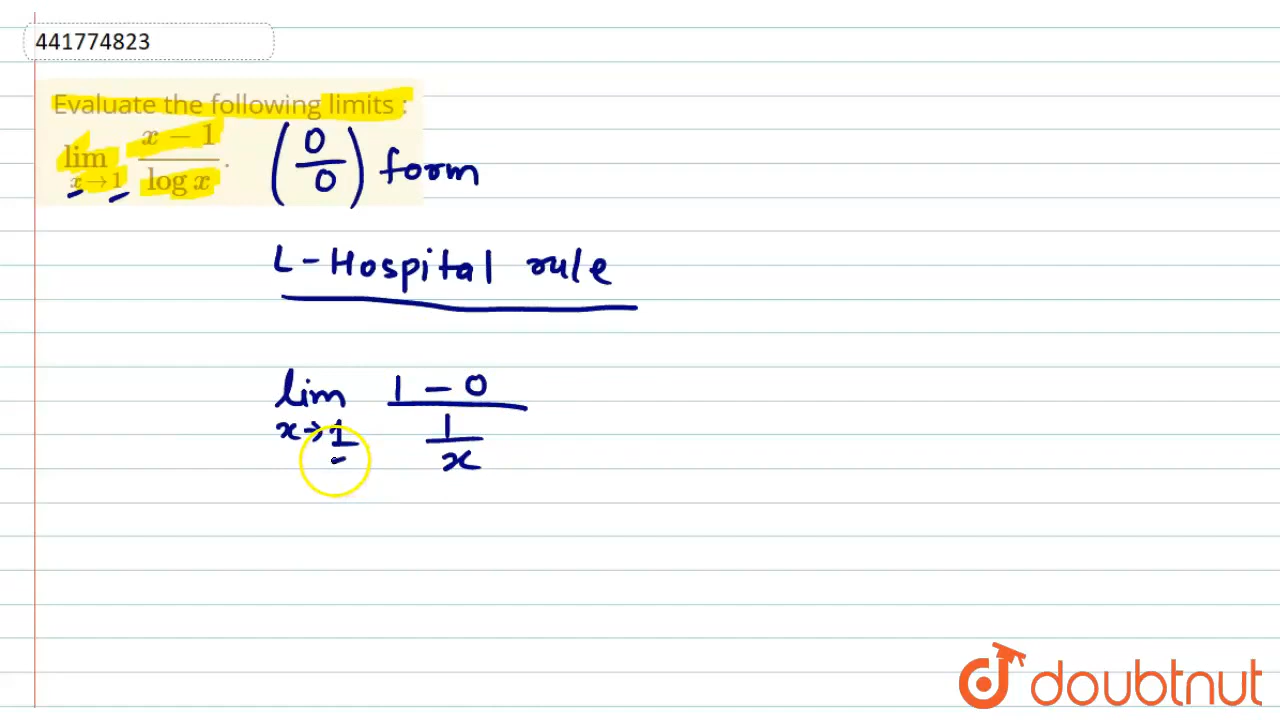 441774823
Evaluate the following limits :
lim x→1 (x − 1)/(log x).
(0/0) form
L-Hospital rule
lim x→1 (1 − 0)/(1/x)
doubtnut